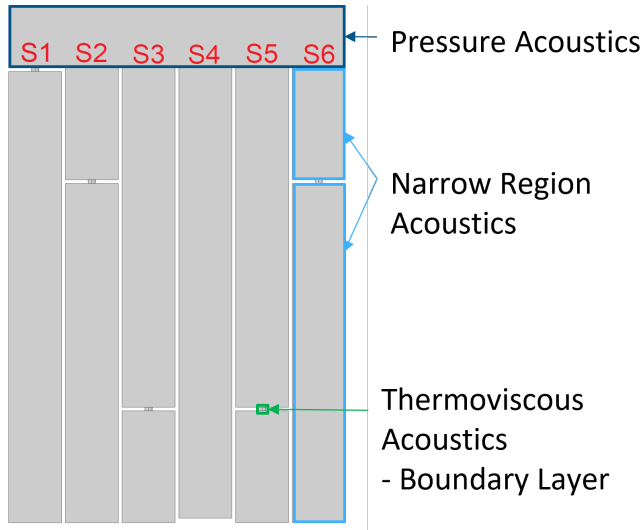 S1 S2 S3 S4 S5 S6
Pressure Acoustics
Narrow Region
Acoustics
Thermoviscous
Acoustics
- Boundary Layer